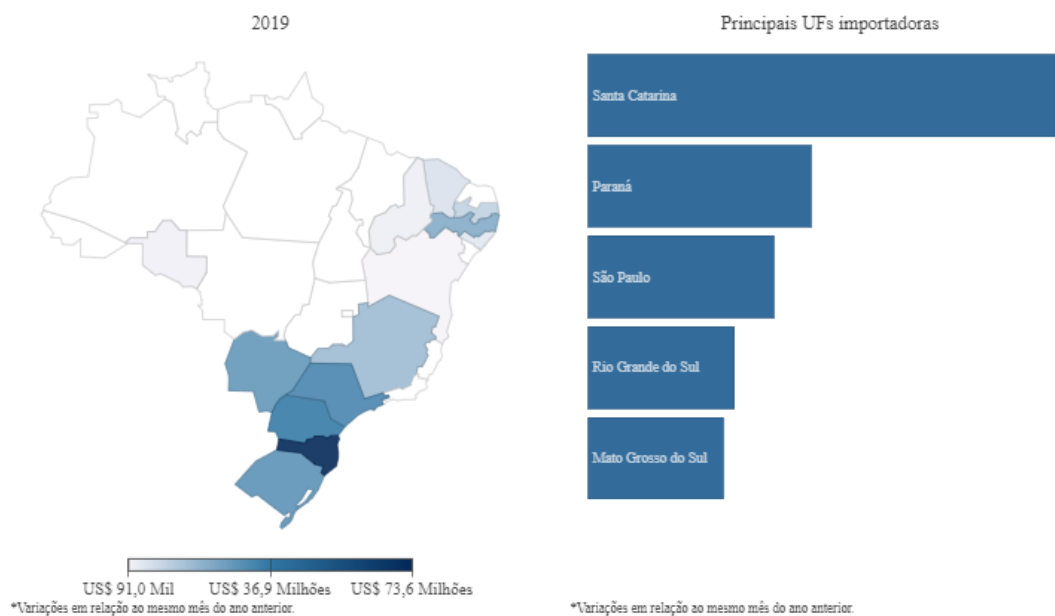 2019
Principais UFs importadoras
Santa Catarina
Paraná
São Paulo
Rio Grande do Sul
Mato Grosso do Sul
US$ 91,0 Mil
US$ 36,9 Milhões
US$ 73,6 Milhões
*Variações em relação ao mesmo mês do ano anterior.
*Variações em relação ao mesmo mês do ano anterior.